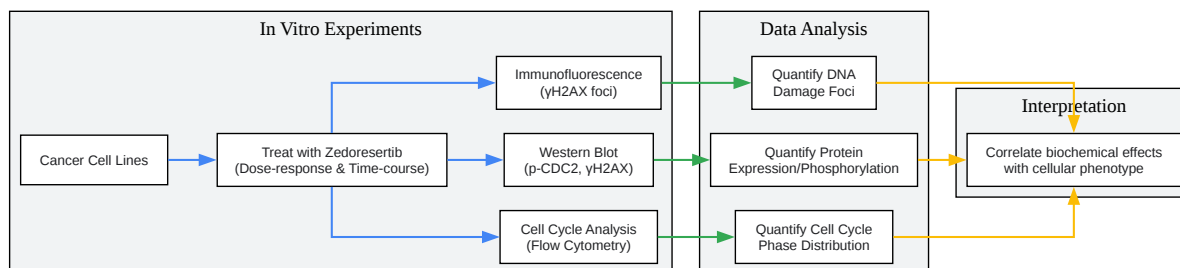 In Vitro Experiments
Data Analysis
Interpretation
Immunofluorescence
(γH2AX foci)
Quantify DNA
Damage Foci
Cancer Cell Lines
Treat with Zedoresertib
(Dose-response & Time-course)
Western Blot
(p-CDC2, γH2AX)
Quantify Protein
Expression/Phosphorylation
Correlate biochemical effects
with cellular phenotype
Cell Cycle Analysis
(Flow Cytometry)
Quantify Cell Cycle
Phase Distribution